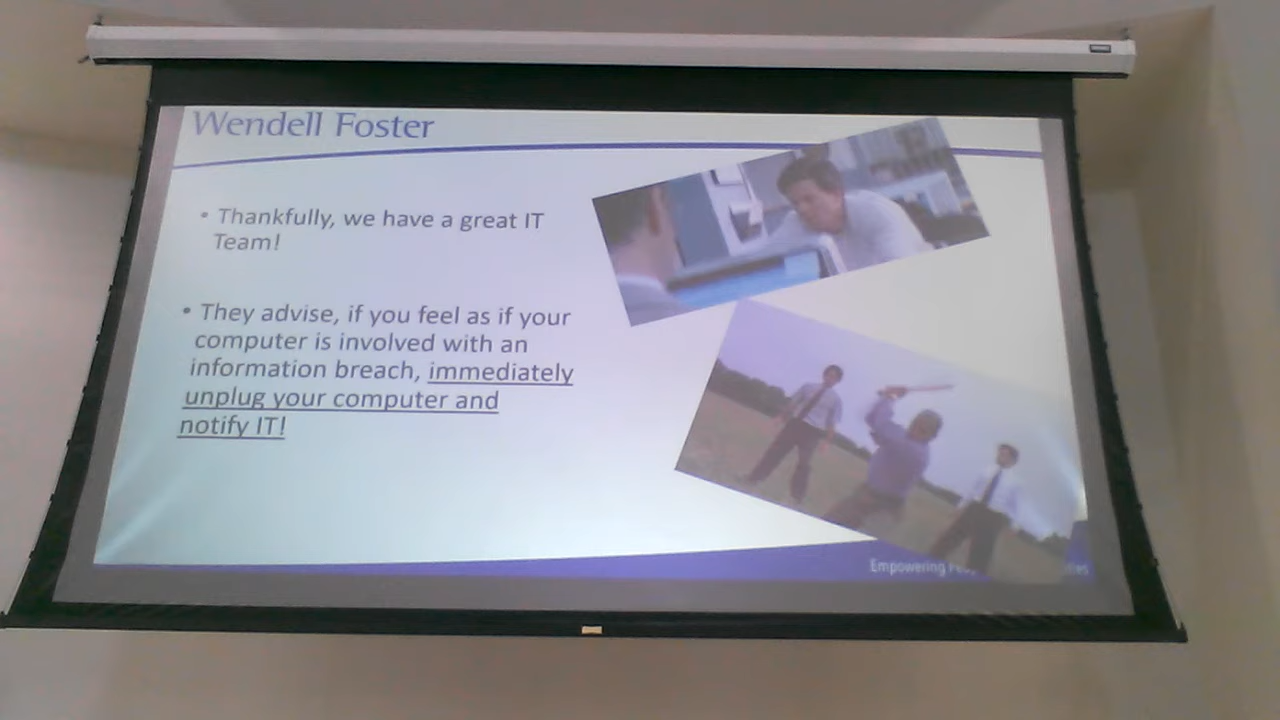 Wendell Foster
• Thankfully, we have a great IT
Team!
• They advise, if you feel as if your
computer is involved with an
information breach, immediately
unplug your computer and
notify IT!
Empowering